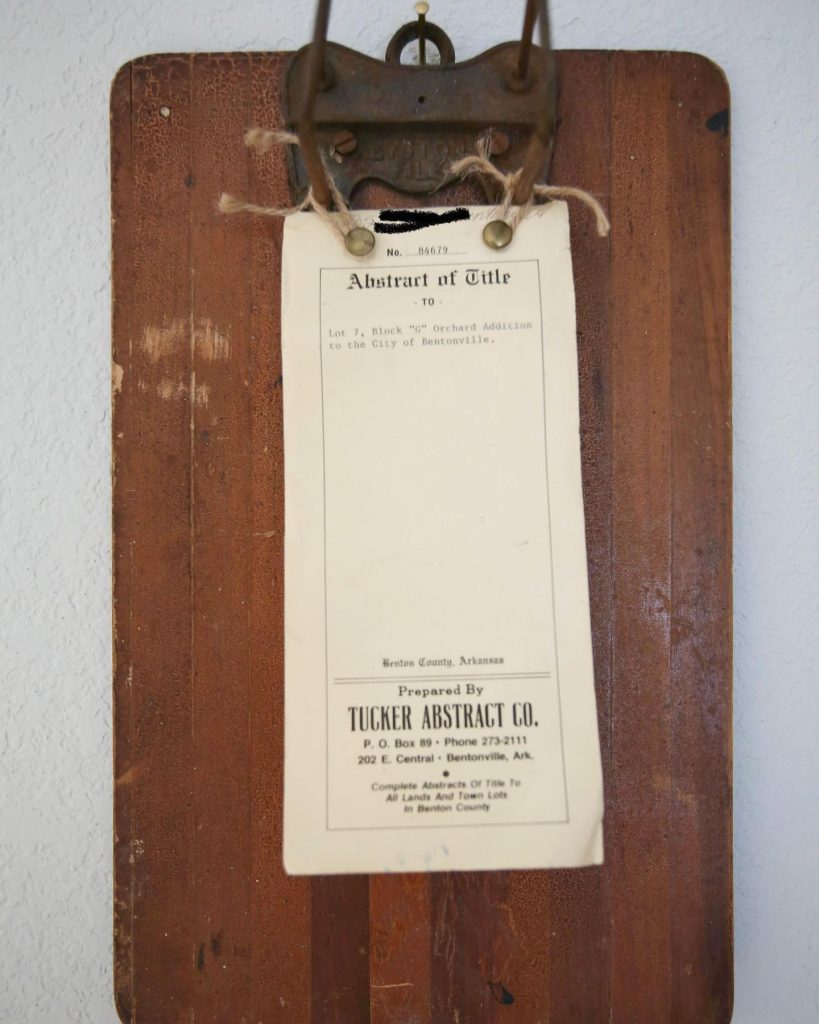 No. 84679
Abstract of Title
- TO -
Lot 7, Block "G" Orchard Addition
to the City of Bentonville.
Benton County, Arkansas
Prepared By
TUCKER ABSTRACT CO.
P. O. Box 89 • Phone 273-2111
202 E. Central • Bentonville, Ark.
Complete Abstracts Of Title To
All Lands And Town Lots
In Benton County